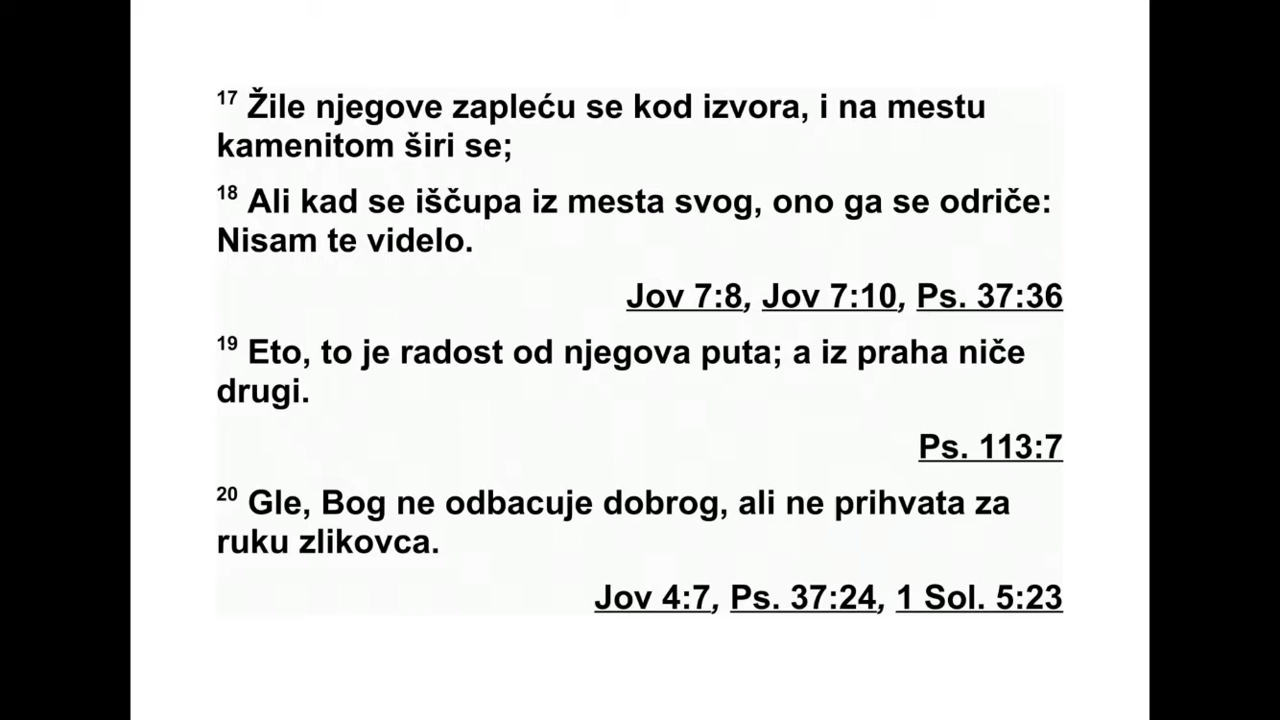 17 Žile njegove zapleću se kod izvora, i na mestu
kamenitom širi se;
18 Ali kad se iščupa iz mesta svog, ono ga se odriče:
Nisam te videlo.
Jov 7:8, Jov 7:10, Ps. 37:36
19 Eto, to je radost od njegova puta; a iz praha niče
drugi.
Ps. 113:7
20 Gle, Bog ne odbacuje dobrog, ali ne prihvata za
ruku zlikovca.
Jov 4:7, Ps. 37:24, 1 Sol. 5:23